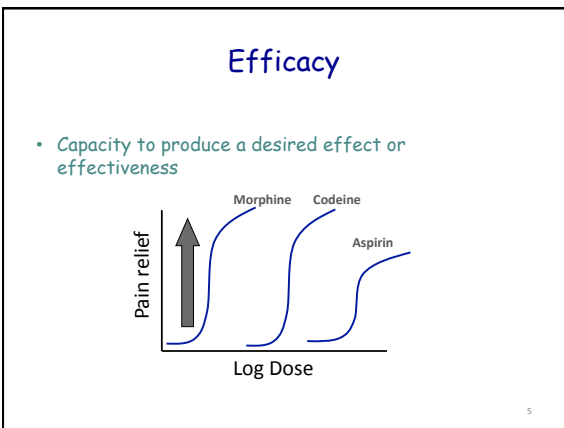 Efficacy
• Capacity to produce a desired effect or
effectiveness
Morphine
Codeine
Aspirin
Pain relief
Log Dose
5